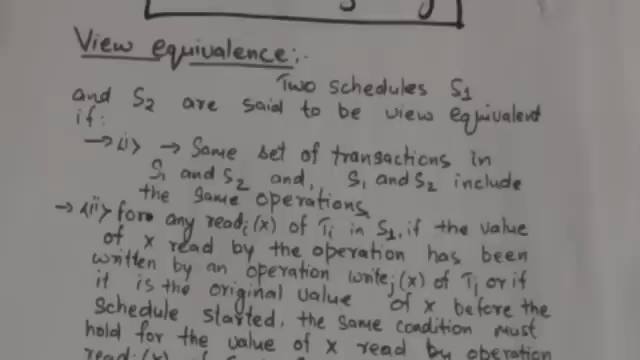 View equivalence:-
Two schedules S1
and S2 are said to be view equivalent
if:
→ <i> → Same set of transactions in
S1 and S2 and, S1 and S2 include
the same operations
→ <ii> for any readi(x) of Ti in S1, if the value
of x read by the operation has been
written by an operation writej(x) of Tj or if
it is the original value of x before the
schedule started, the same condition must
hold for the value of x read by operation
readi(x) of